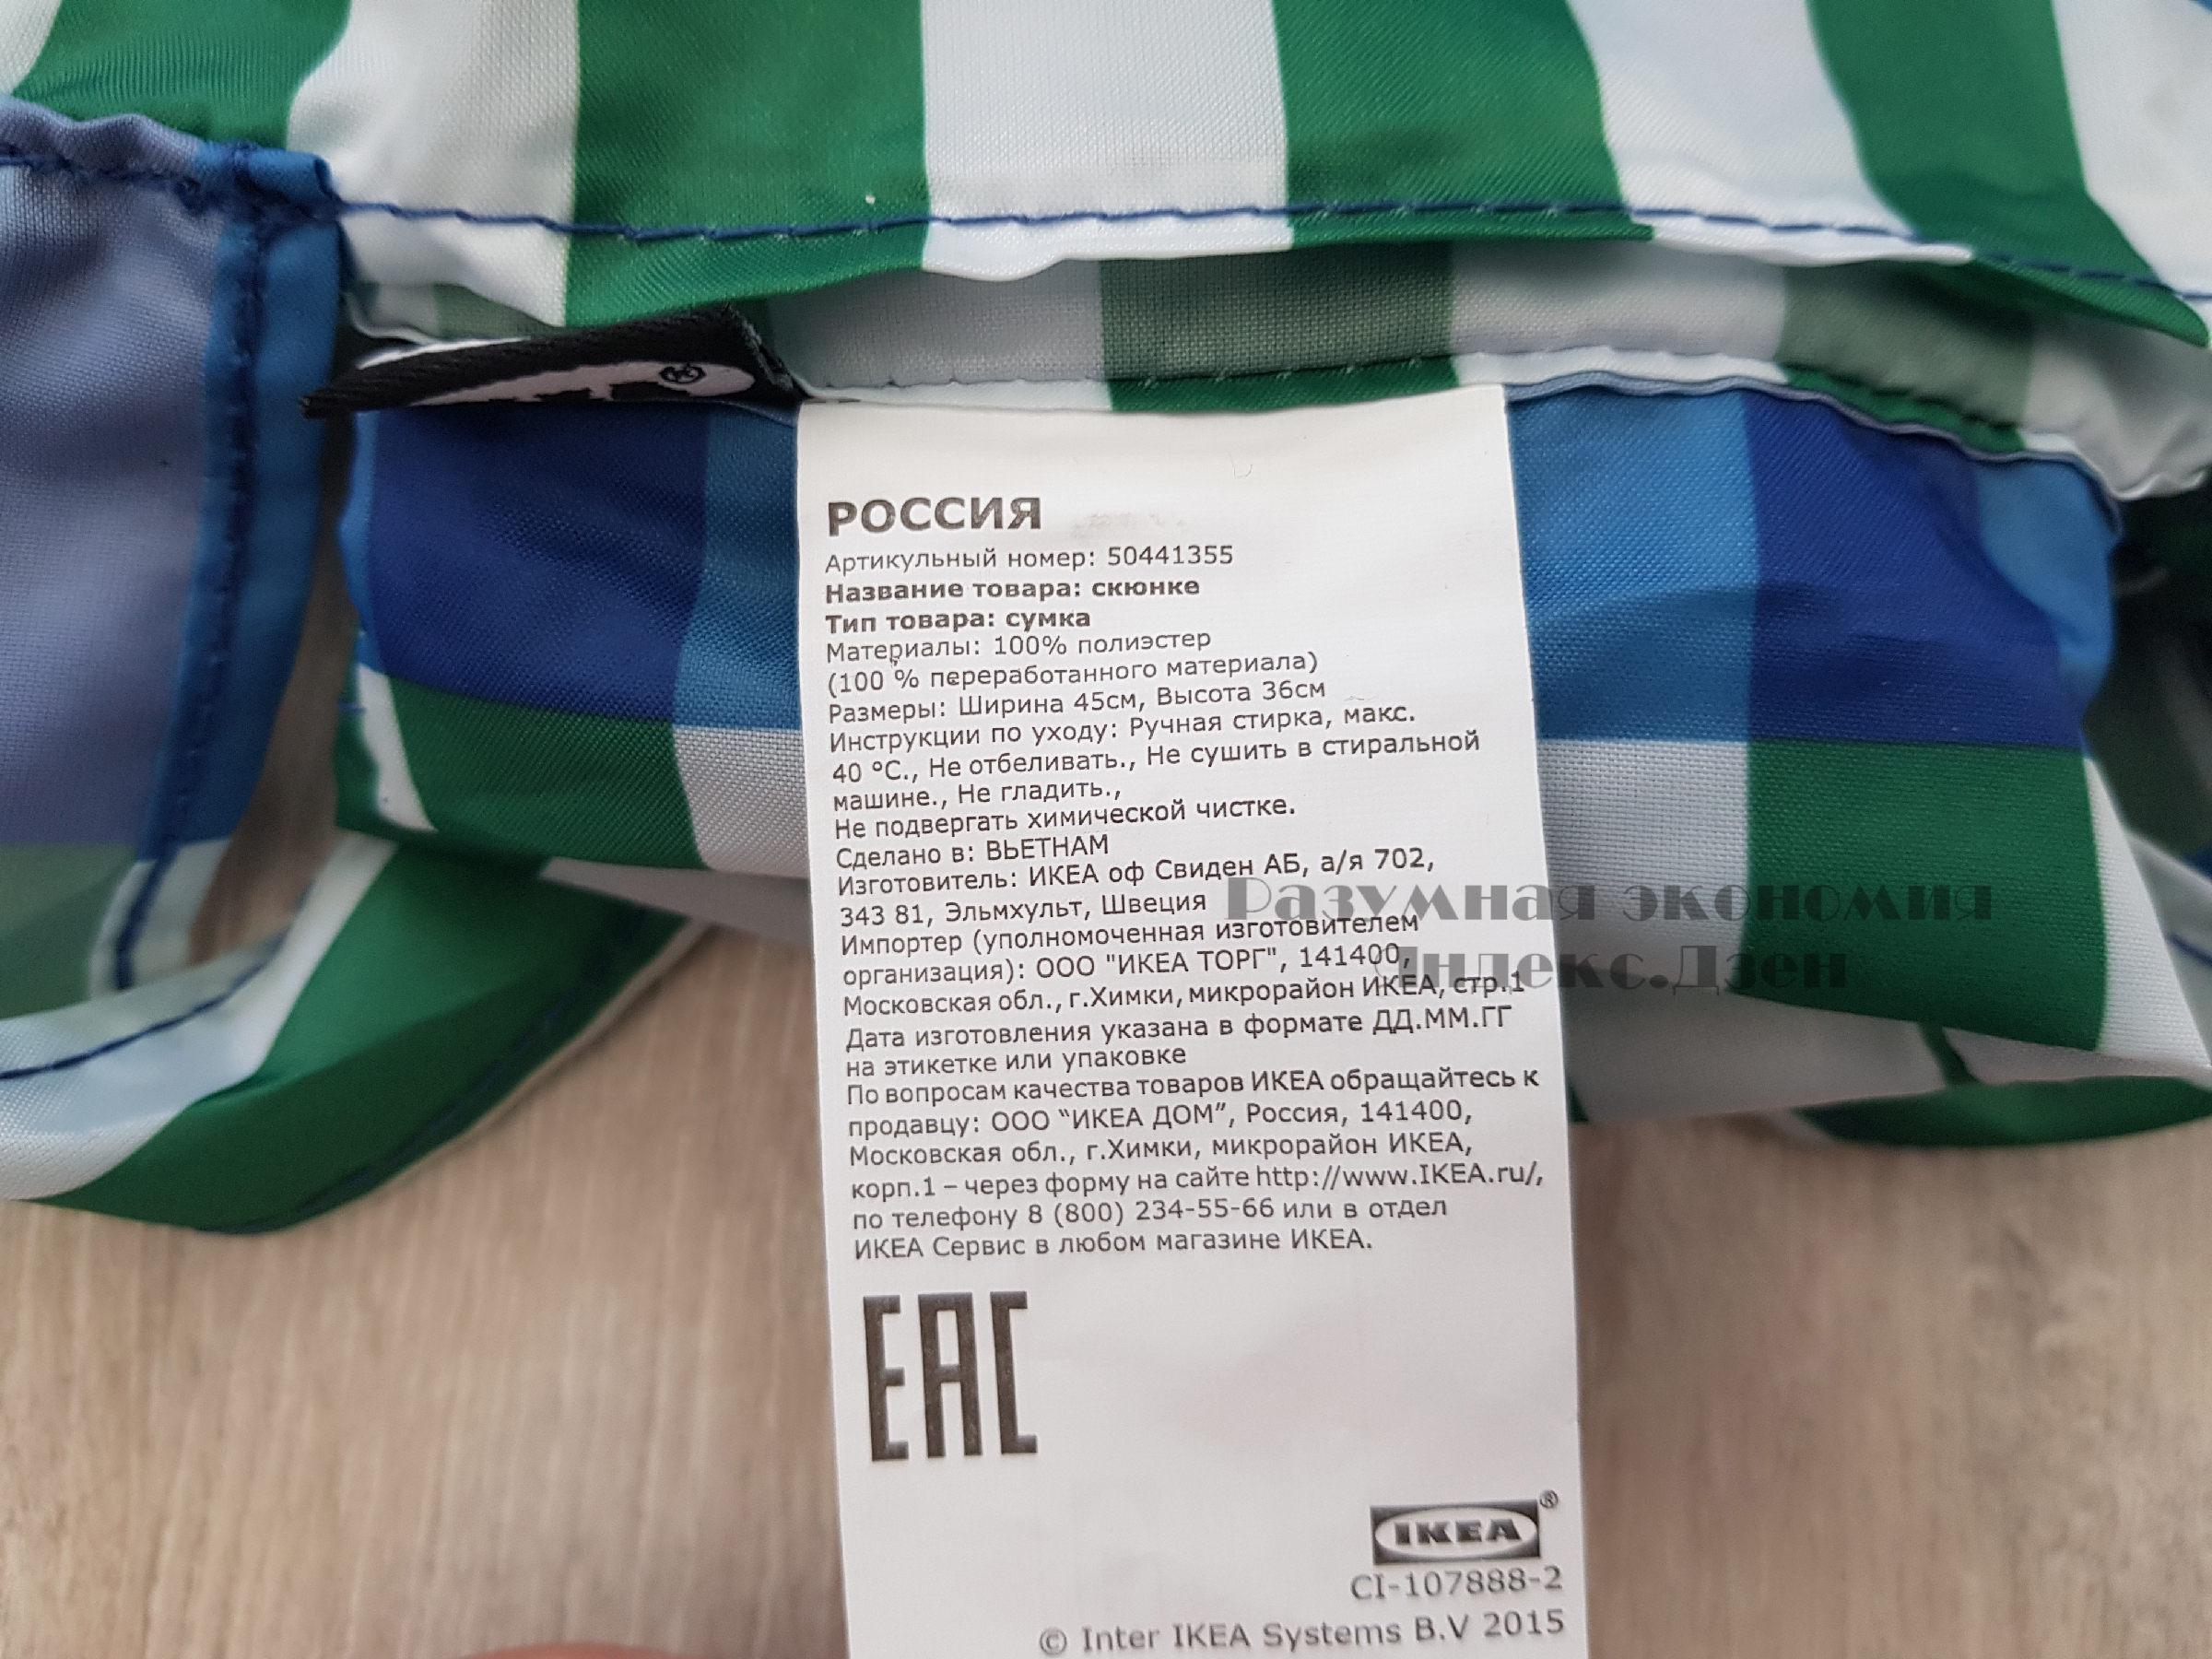 РОССИЯ
Артикульный номер: 50441355
Название товара: скюнке
Тип товара: сумка
Материалы: 100% полиэстер
(100 % переработанного материала)
Размеры: Ширина 45см, Высота 36см
Инструкции по уходу: Ручная стирка, макс.
40 °C., Не отбеливать., Не сушить в стиральной
машине., Не гладить.,
Не подвергать химической чистке.
Сделано в: ВЬЕТНАМ
Изготовитель: ИКЕА оф Свиден АБ, а/я 702,
343 81, Эльмхульт, Швеция
Импортер (уполномоченная изготовителем
организация): ООО "ИКЕА ТОРГ", 141400,
Московская обл., г.Химки, микрорайон ИКЕА, стр.1
Дата изготовления указана в формате ДД.ММ.ГГ
на этикетке или упаковке
По вопросам качества товаров ИКЕА обращайтесь к
продавцу: ООО “ИКЕА ДОМ”, Россия, 141400,
Московская обл., г.Химки, микрорайон ИКЕА,
корп.1 – через форму на сайте http://www.IKEA.ru/,
по телефону 8 (800) 234-55-66 или в отдел
ИКЕА Сервис в любом магазине ИКЕА.
EAC
IKEA®
CI-107888-2
© Inter IKEA Systems B.V 2015
Разумная экономия
Яндекс.Дзен